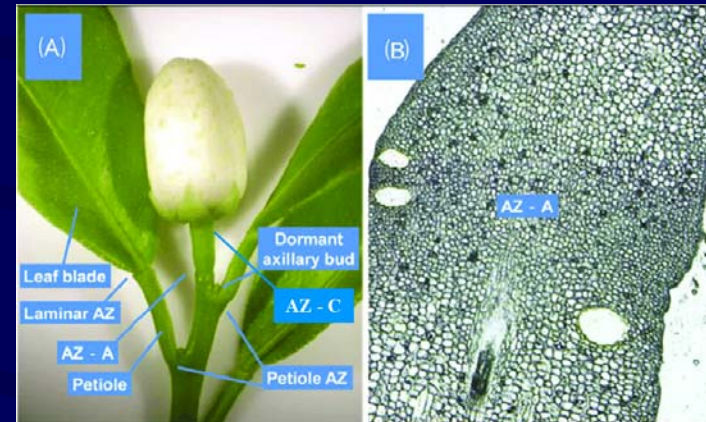 (A)
Leaf blade
Laminar AZ
AZ - A
Petiole
Dormant
axillary bud
AZ - C
Petiole AZ
(B)
AZ - A